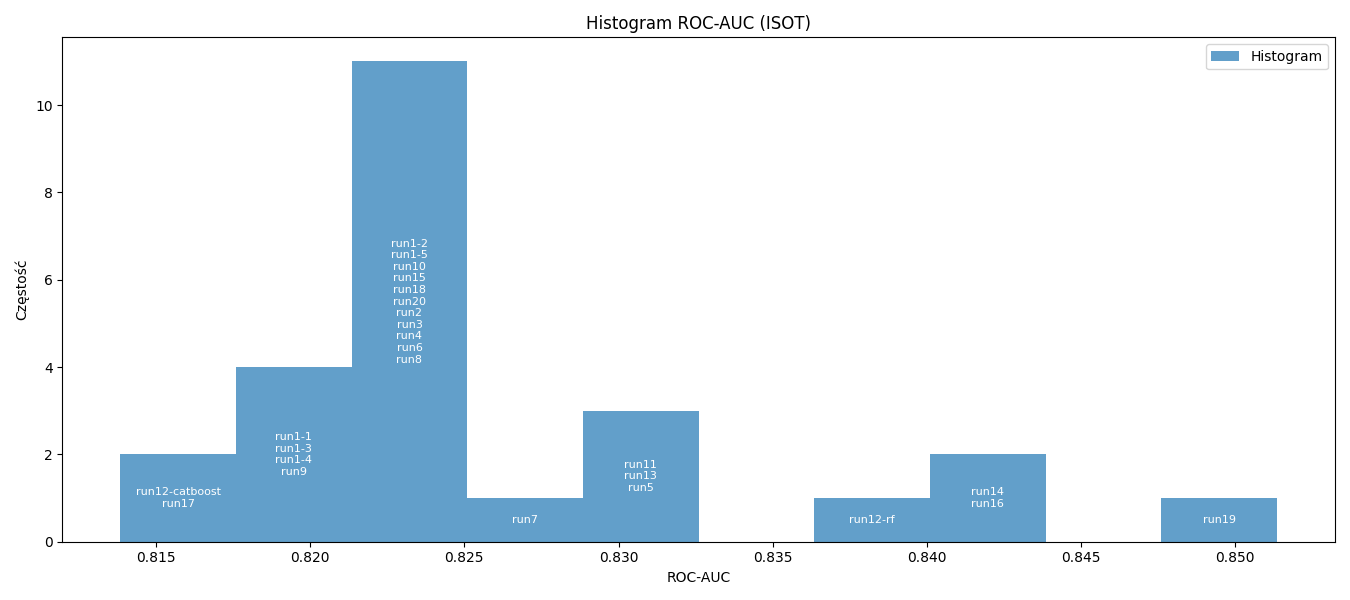 Histogram ROC-AUC (ISOT)
Histogram
Częstość
10
8
6
4
2
0
run12-catboost
run17
run1-1
run1-3
run1-4
run9
run1-2
run1-5
run10
run15
run18
run20
run2
run3
run4
run6
run8
run7
run11
run13
run5
run12-rf
run14
run16
run19
0.815 0.820 0.825 0.830 0.835 0.840 0.845 0.850
ROC-AUC